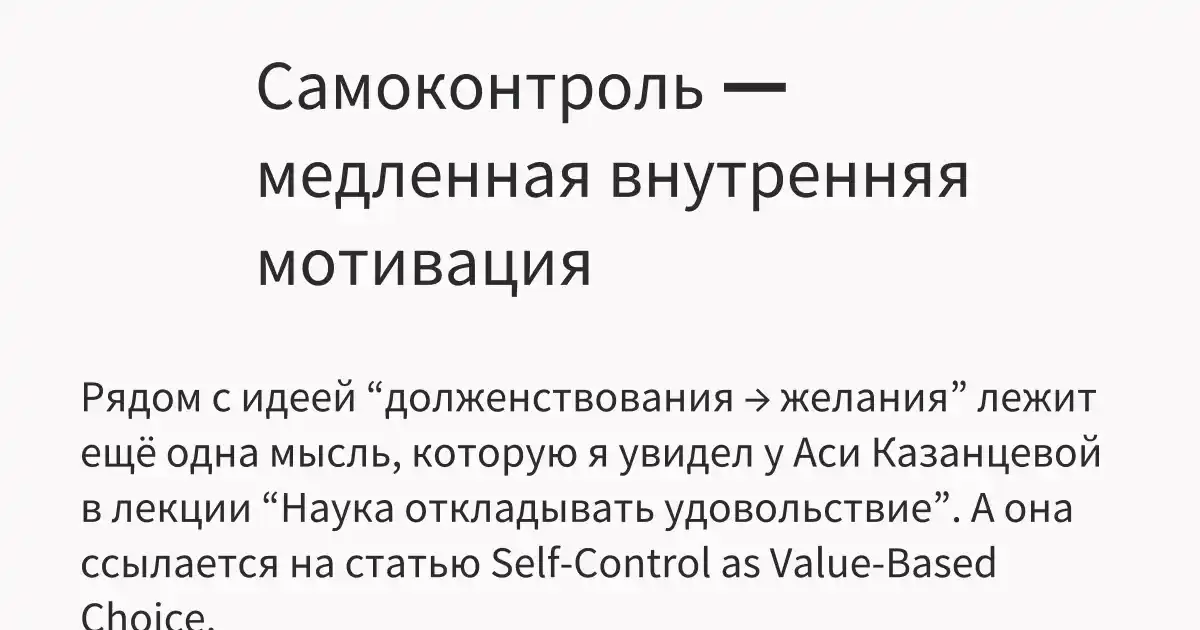 Самоконтроль —
медленная внутренняя
мотивация
Рядом с идеей “долженствования → желания” лежит
ещё одна мысль, которую я увидел у Аси Казанцевой
в лекции “Наука откладывать удовольствие”. А она
ссылается на статью Self-Control as Value-Based
Choice.